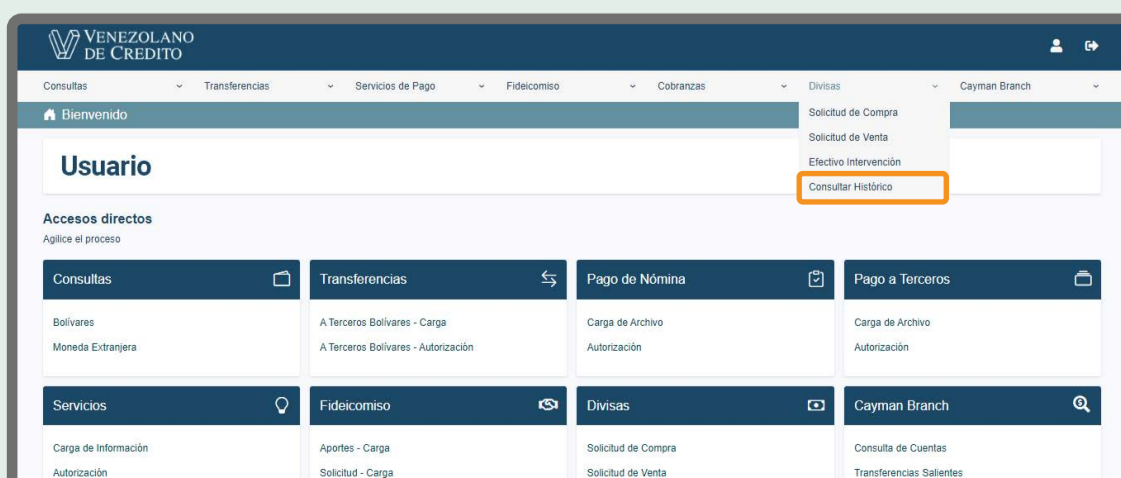 VENEZOLANO
DE CREDITO
Consultas Transferencias Servicios de Pago Fideicomiso Cobranzas Divisas Cayman Branch
Bienvenido
Solicitud de Compra
Solicitud de Venta
Efectivo Intervención
Consultar Histórico
Usuario
Accesos directos
Agilice el proceso
Consultas Transferencias Pago de Nómina Pago a Terceros
Bolívares A Terceros Bolívares - Carga Carga de Archivo Carga de Archivo
Moneda Extranjera A Terceros Bolívares - Autorización Autorización Autorización
Servicios Fideicomiso Divisas Cayman Branch
Carga de Información Aportes - Carga Solicitud de Compra Consulta de Cuentas
Autorización Solicitud - Carga Solicitud de Venta Transferencias Salientes